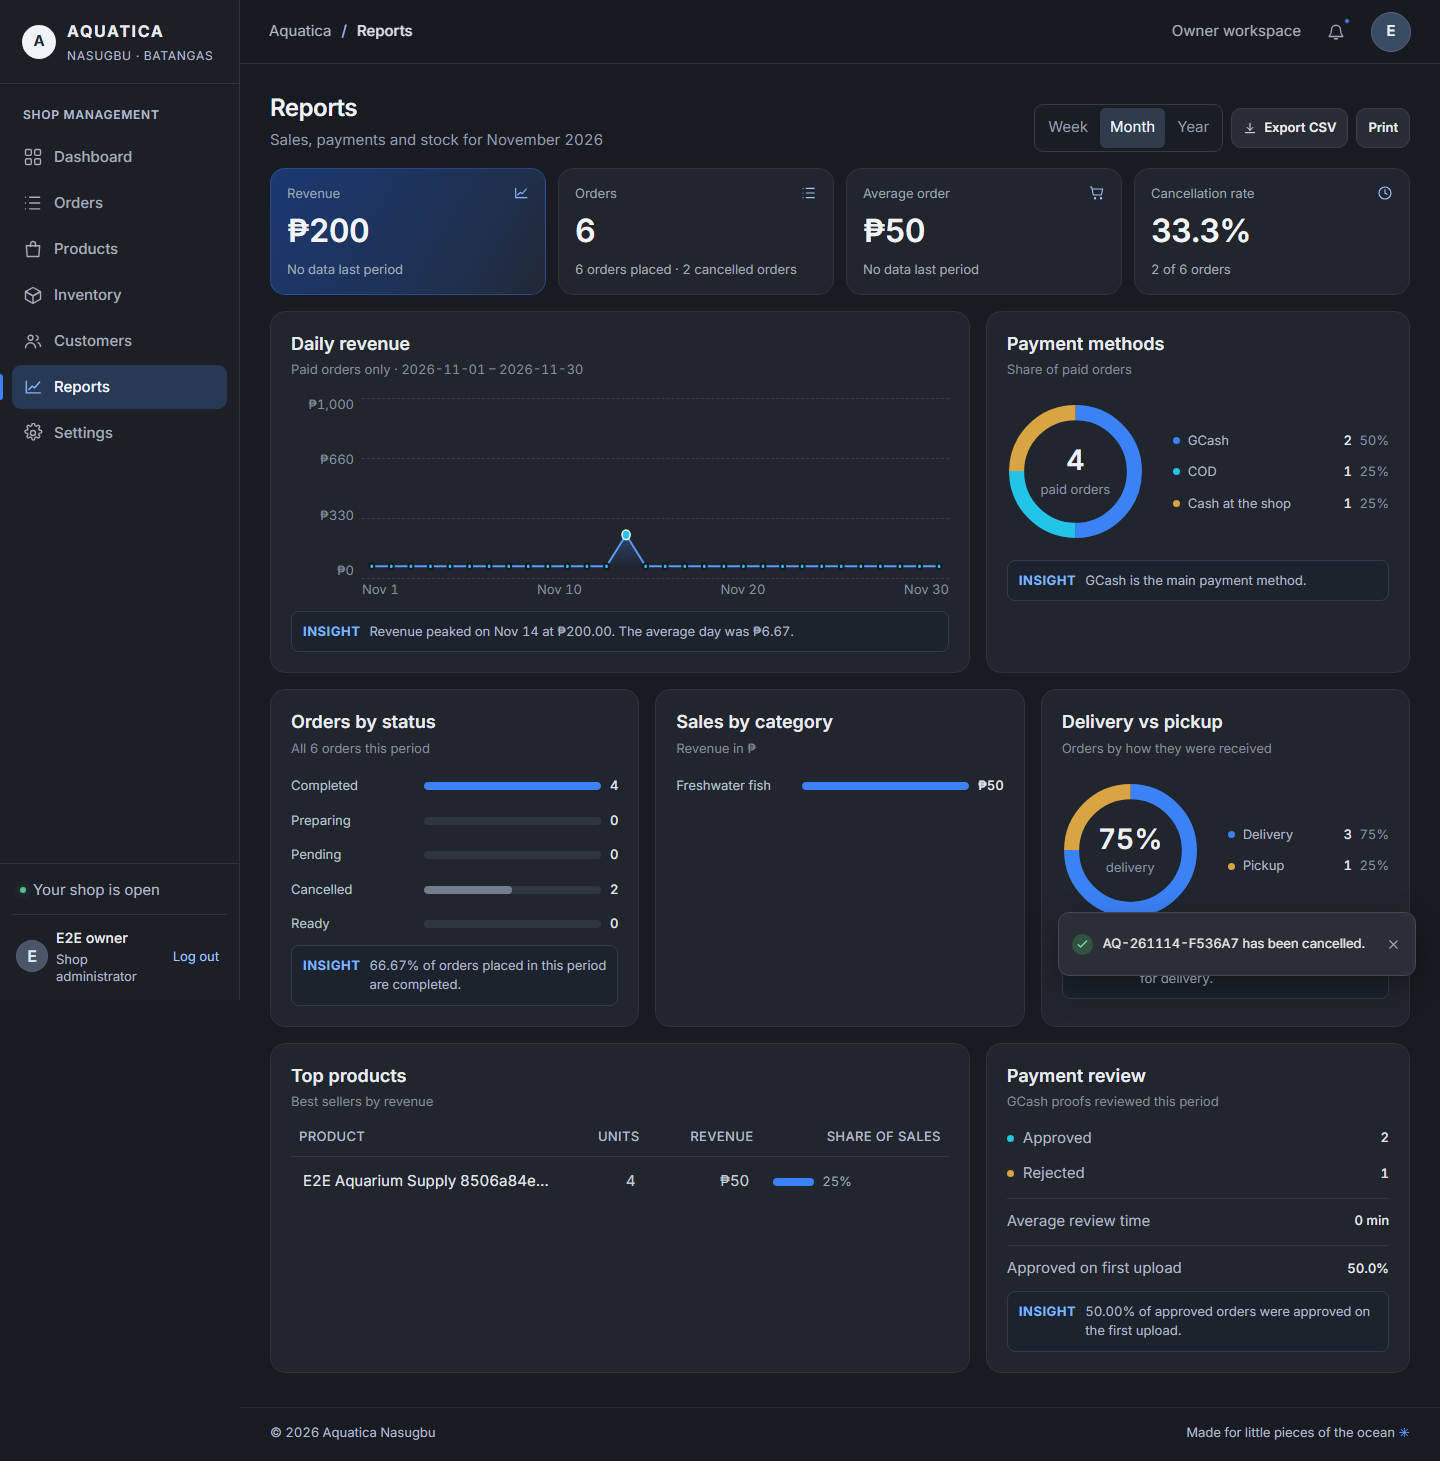 A
AQUATICA
NASUGBU · BATANGAS
SHOP MANAGEMENT
Dashboard
Orders
Products
Inventory
Customers
Reports
Settings
Your shop is open
E
E2E owner
Shop
administrator
Log out
Aquatica / Reports
Owner workspace
E
Reports
Sales, payments and stock for November 2026
Week
Month
Year
Export CSV
Print
Revenue
₱200
No data last period
Orders
6
6 orders placed · 2 cancelled orders
Average order
₱50
No data last period
Cancellation rate
33.3%
2 of 6 orders
Daily revenue
Paid orders only · 2026-11-01 – 2026-11-30
₱1,000
₱660
₱330
₱0
Nov 1
Nov 10
Nov 20
Nov 30
INSIGHT Revenue peaked on Nov 14 at ₱200.00. The average day was ₱6.67.
Payment methods
Share of paid orders
4
paid orders
GCash 2 50%
COD 1 25%
Cash at the shop 1 25%
INSIGHT GCash is the main payment method.
Orders by status
All 6 orders this period
Completed 4
Preparing 0
Pending 0
Cancelled 2
Ready 0
INSIGHT 66.67% of orders placed in this period
are completed.
Sales by category
Revenue in ₱
Freshwater fish ₱50
Delivery vs pickup
Orders by how they were received
75%
delivery
Delivery 3 75%
Pickup 1 25%
AQ-261114-F536A7 has been cancelled.
for delivery.
Top products
Best sellers by revenue
PRODUCT UNITS REVENUE SHARE OF SALES
E2E Aquarium Supply 8506a84e... 4 ₱50 25%
Payment review
GCash proofs reviewed this period
Approved 2
Rejected 1
Average review time 0 min
Approved on first upload 50.0%
INSIGHT 50.00% of approved orders were approved on
the first upload.
© 2026 Aquatica Nasugbu
Made for little pieces of the ocean